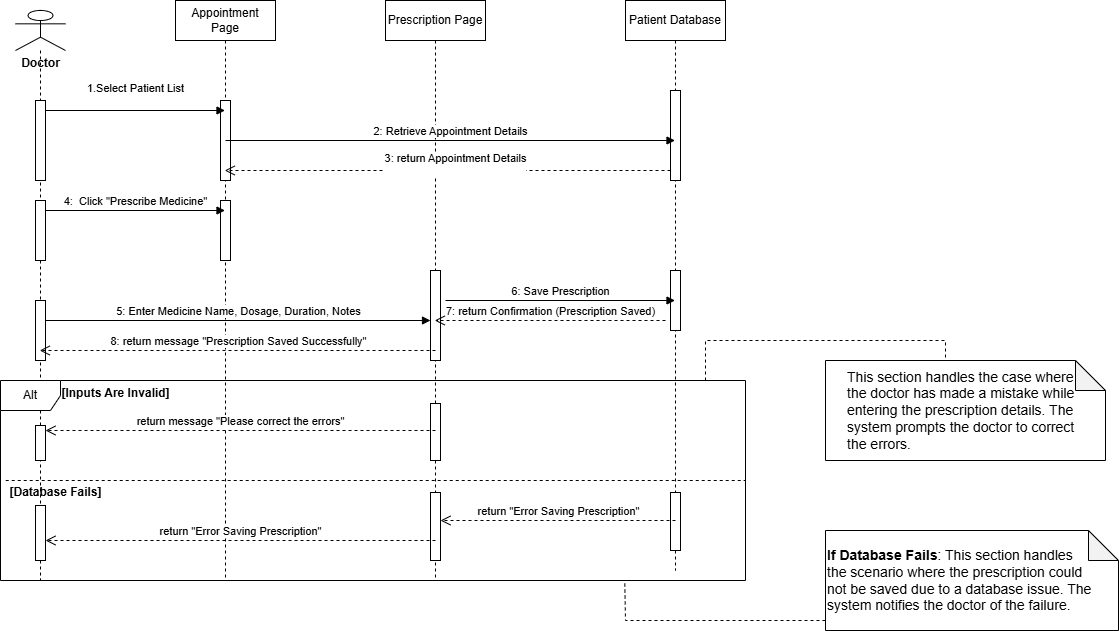 Appointment
Page
Prescription Page
Patient Database
Doctor
1.Select Patient List
2: Retrieve Appointment Details
3: return Appointment Details
4:  Click "Prescribe Medicine"
6: Save Prescription
5: Enter Medicine Name, Dosage, Duration, Notes
7: return Confirmation (Prescription Saved)
8: return message "Prescription Saved Successfully"
Alt
[Inputs Are Invalid]
return message "Please correct the errors"
This section handles the case where
the doctor has made a mistake while
entering the prescription details. The
system prompts the doctor to correct
the errors.
[Database Fails]
return "Error Saving Prescription"
return "Error Saving Prescription"
If Database Fails: This section handles
the scenario where the prescription could
not be saved due to a database issue. The
system notifies the doctor of the failure.